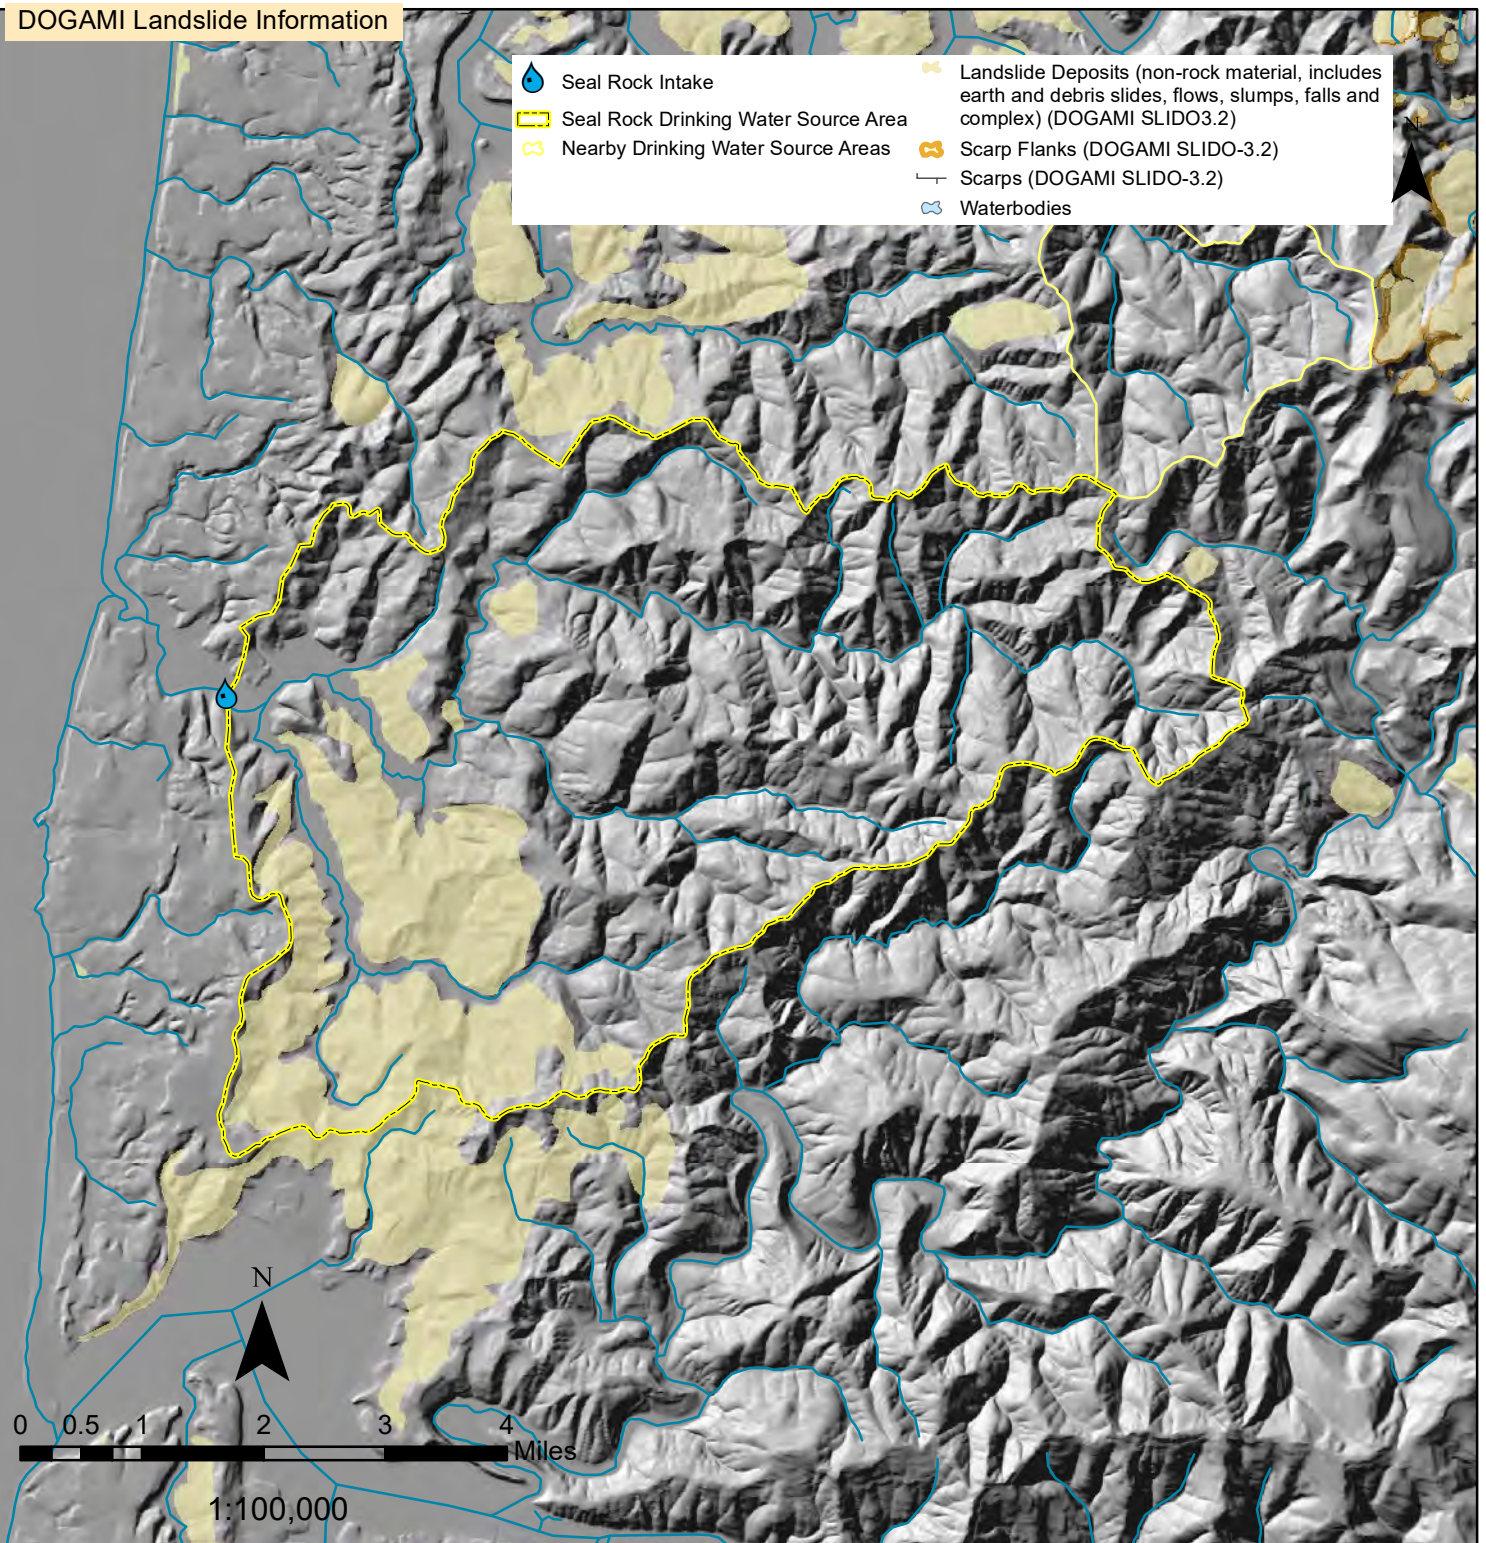 DOGAMI Landslide Information
Seal Rock Intake
Seal Rock Drinking Water Source Area
Nearby Drinking Water Source Areas
Landslide Deposits (non-rock material, includes
earth and debris slides, flows, slumps, falls and
complex) (DOGAMI SLIDO3.2)
Scarp Flanks (DOGAMI SLIDO-3.2)
Scarps (DOGAMI SLIDO-3.2)
Waterbodies
N
N
0 0.5 1 2 3 4
Miles
1:100,000